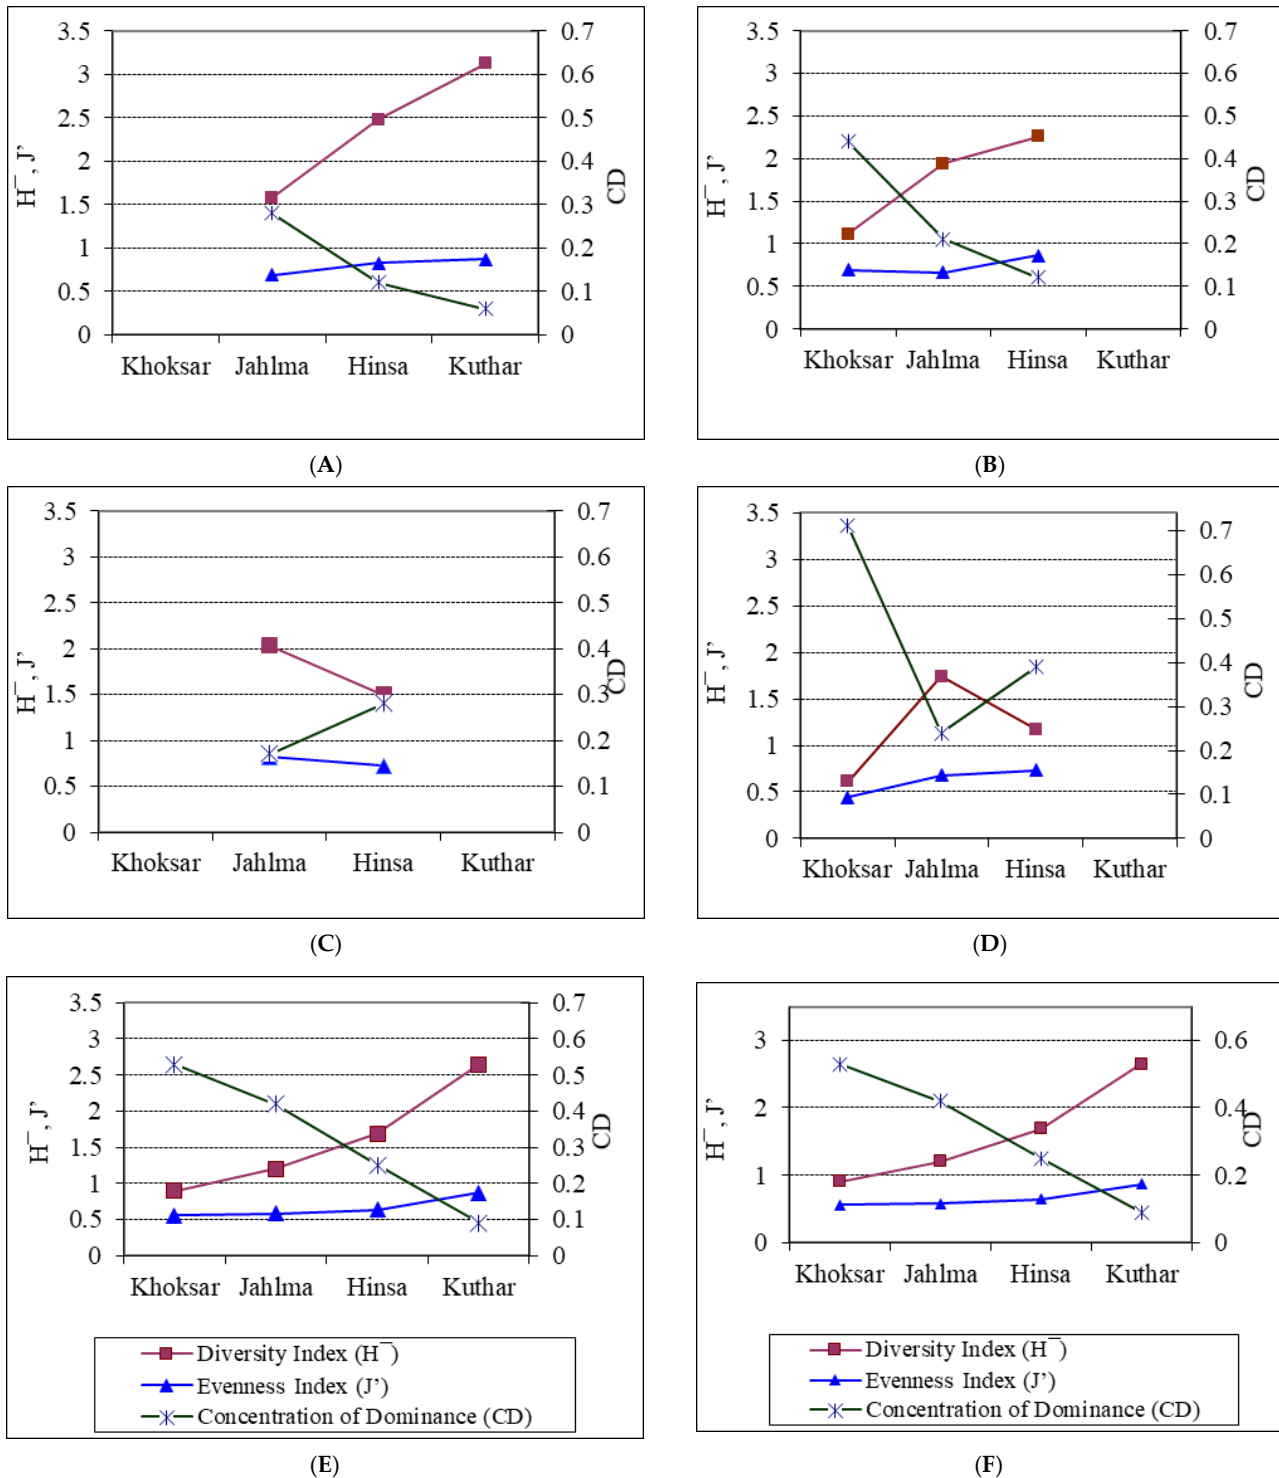 3.5 0.7
3 0.6
2.5 0.5
2 0.4
1.5 0.3
1 0.2
0.5 0.1
0 0
H¯, J’
CD
Khoksar Jahlma Hinsa Kuthar
(A)
3.5 0.7
3 0.6
2.5 0.5
2 0.4
1.5 0.3
1 0.2
0.5 0.1
0 0
H¯, J’
CD
Khoksar Jahlma Hinsa Kuthar
(B)
3.5 0.7
3 0.6
2.5 0.5
2 0.4
1.5 0.3
1 0.2
0.5 0.1
0 0
H¯, J’
CD
Khoksar Jahlma Hinsa Kuthar
(C)
3.5 0.7
3 0.6
2.5 0.5
2 0.4
1.5 0.3
1 0.2
0.5 0.1
0 0
H¯, J’
CD
Khoksar Jahlma Hinsa Kuthar
(D)
3.5 0.7
3 0.6
2.5 0.5
2 0.4
1.5 0.3
1 0.2
0.5 0.1
0 0
H¯, J’
CD
Khoksar Jahlma Hinsa Kuthar
Diversity Index (H¯)
Evenness Index (J’)
Concentration of Dominance (CD)
(E)
3 0.6
2 0.4
1 0.2
0 0
H¯, J’
CD
Khoksar Jahlma Hinsa Kuthar
Diversity Index (H¯)
Evenness Index (J’)
Concentration of Dominance (CD)
(F)